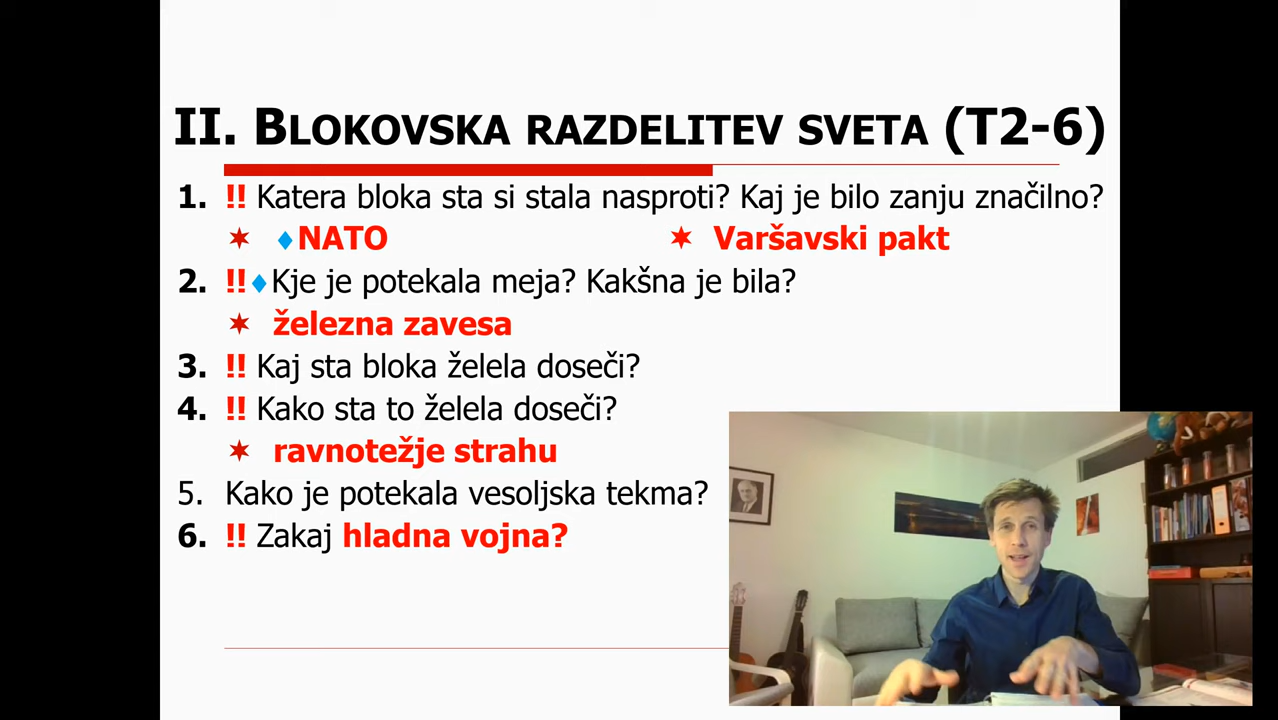 II. BLOKOVSKA RAZDELITEV SVETA (T2-6)
1. !! Katera bloka sta si stala nasproti? Kaj je bilo zanju značilno?
NATO Varšavski pakt
2. !! Kje je potekala meja? Kakšna je bila?
železna zavesa
3. !! Kaj sta bloka želela doseči?
4. !! Kako sta to želela doseči?
ravnotežje strahu
5. Kako je potekala vesoljska tekma?
6. !! Zakaj hladna vojna?